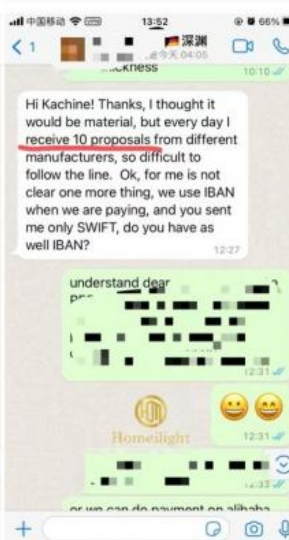 中国移动
13:52
66%
1
深渊
今天 04:05
ckness
10:10
Hi Kachine! Thanks, I thought it
would be material, but every day I
receive 10 proposals from different
manufacturers, so difficult to
follow the line. Ok, for me is not
clear one more thing, we use IBAN
when we are paying, and you sent
me only SWIFT, do you have as
well IBAN?
12:27
understand dear
12:31
Homeilight
12:31
12:33
or we can do payment on alibaba